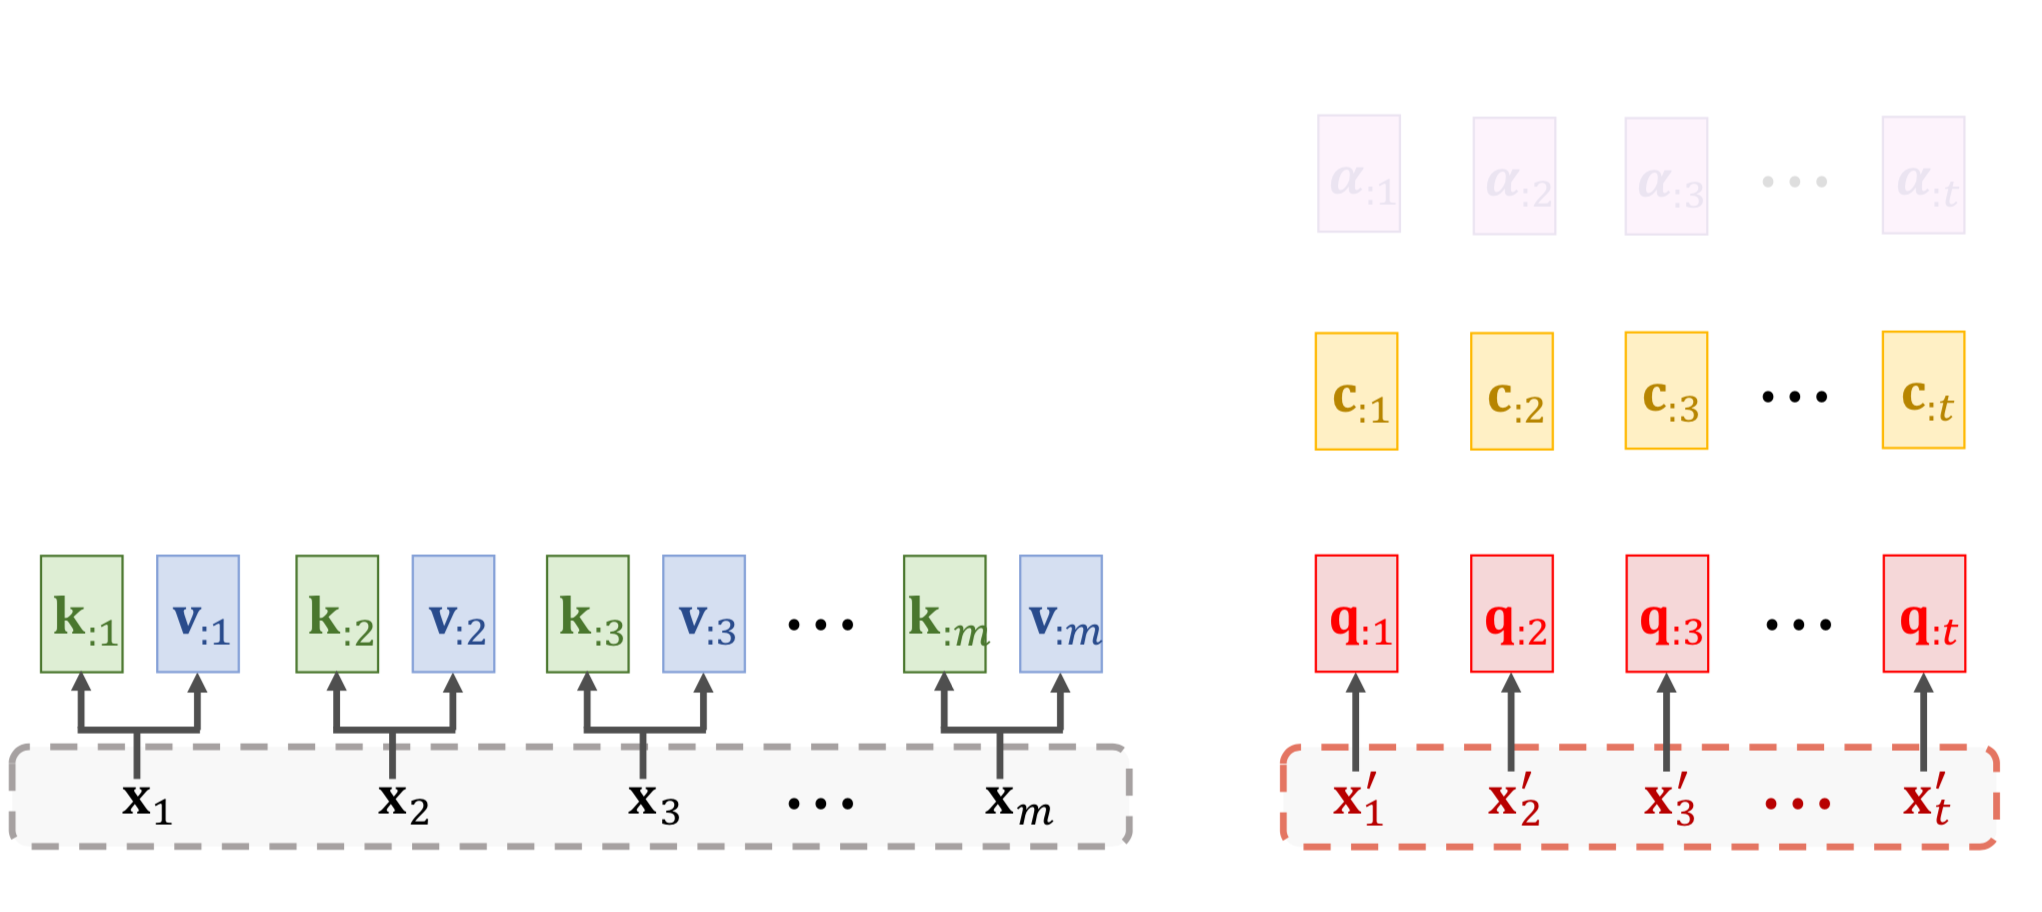 𝜶:1 𝜶:2 𝜶:3 ⋯ 𝜶:t
c:1 c:2 c:3 ⋯ c:t
k:1 v:1 k:2 v:2 k:3 v:3 ⋯ k:m v:m q:1 q:2 q:3 ⋯ q:t
x1 x2 x3 ⋯ xm x′1 x′2 x′3 ⋯ x′t